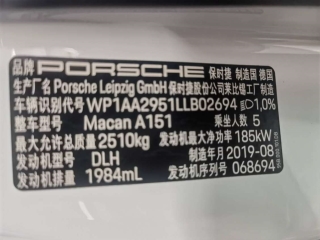 品牌 PORSCHE 保时捷 制造国 德国
生产厂名 Porsche Leipzig GmbH 保时捷股份公司莱比锡工厂制造
车辆识别代号 WP1AA2951LLB02694 1,0%
整车型号 Macan A151 乘坐人数 5
最大允许总质量 2510kg 发动机最大净功率 185kW
发动机型号 DLH 制造年月 2019-08
发动机排量 1984mL 发动机序列号 068694